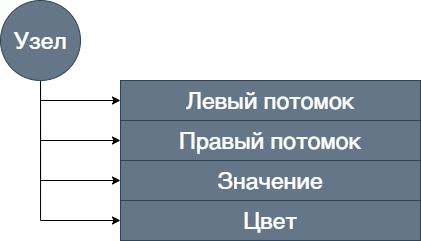 Узел
Левый потомок
Правый потомок
Значение
Цвет